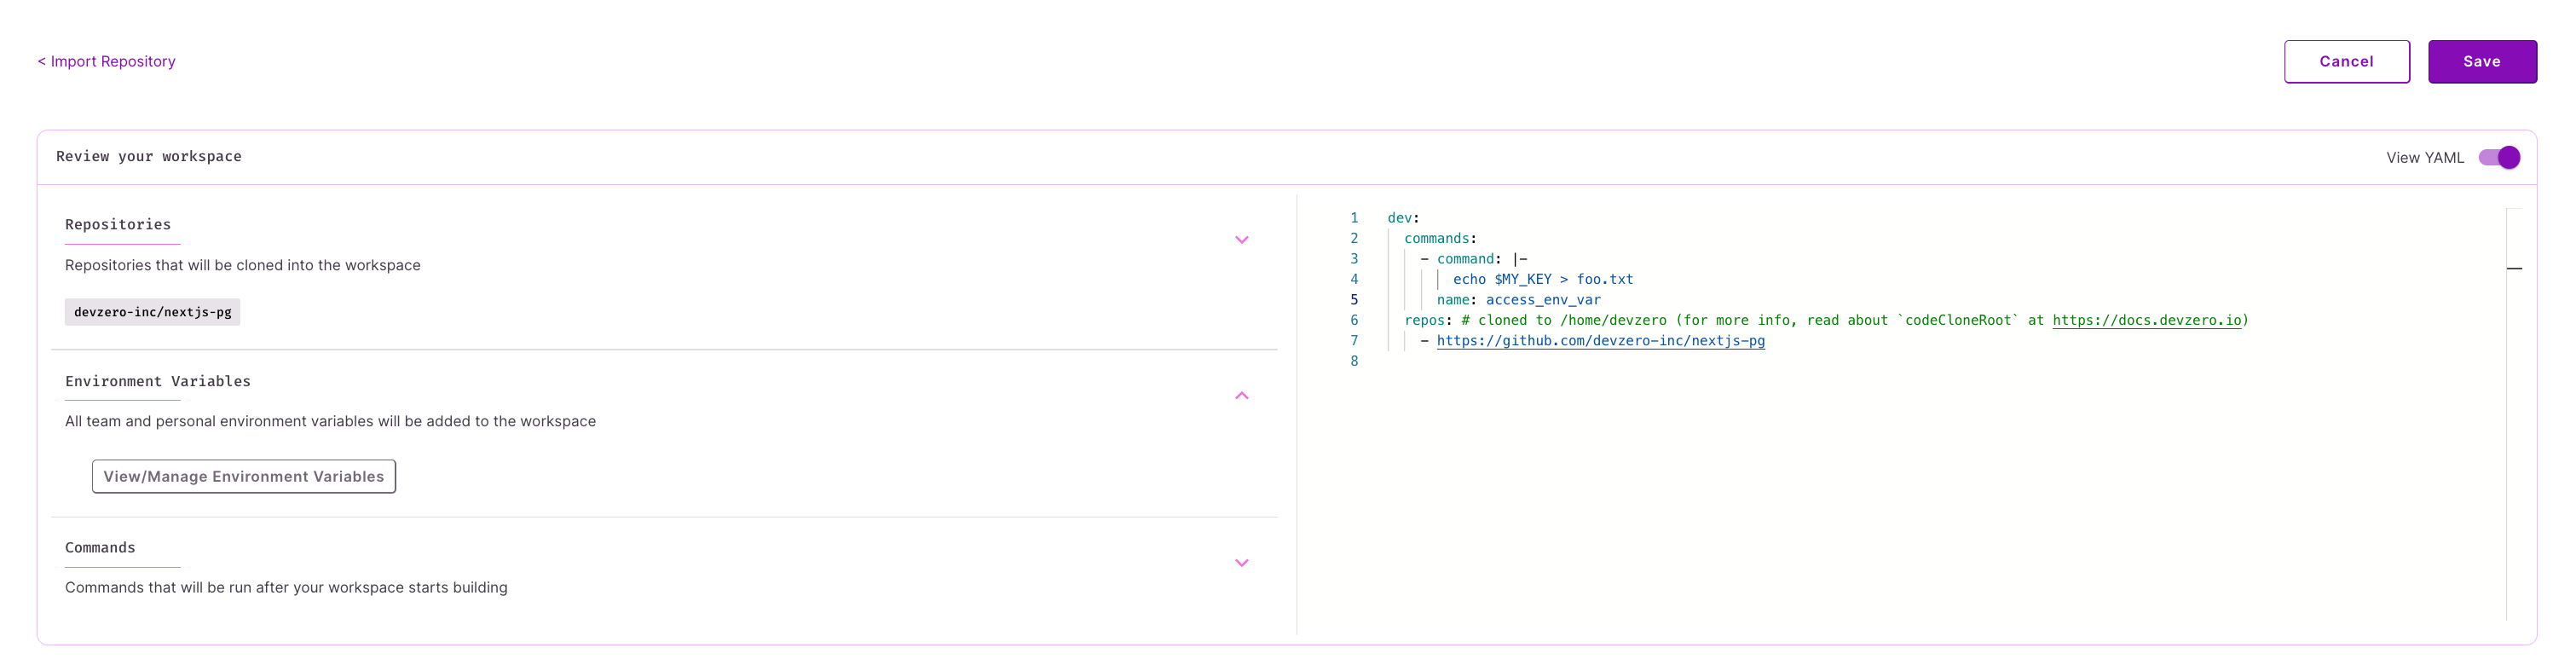 < Import Repository
Cancel
Save
Review your workspace
View YAML
Repositories
Repositories that will be cloned into the workspace
devzero-inc/nextjs-pg
Environment Variables
All team and personal environment variables will be added to the workspace
View/Manage Environment Variables
Commands
Commands that will be run after your workspace starts building
1 dev:
2   commands:
3     - command: |-
4         echo $MY_KEY > foo.txt
5       name: access_env_var
6   repos: # cloned to /home/devzero (for more info, read about `codeCloneRoot` at https://docs.devzero.io)
7     - https://github.com/devzero-inc/nextjs-pg
8